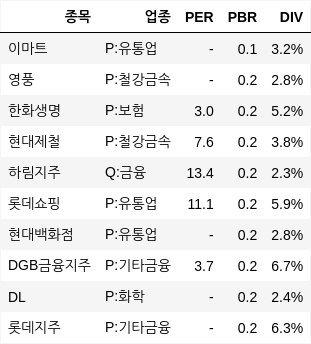 종목 업종 PER PBR DIV
이마트 P:유통업 - 0.1 3.2%
영풍 P:철강금속 - 0.2 2.8%
한화생명 P:보험 3.0 0.2 5.2%
현대제철 P:철강금속 7.6 0.2 3.8%
하림지주 Q:금융 13.4 0.2 2.3%
롯데쇼핑 P:유통업 11.1 0.2 5.9%
현대백화점 P:유통업 - 0.2 2.8%
DGB금융지주 P:기타금융 3.7 0.2 6.7%
DL P:화학 - 0.2 2.4%
롯데지주 P:기타금융 - 0.2 6.3%